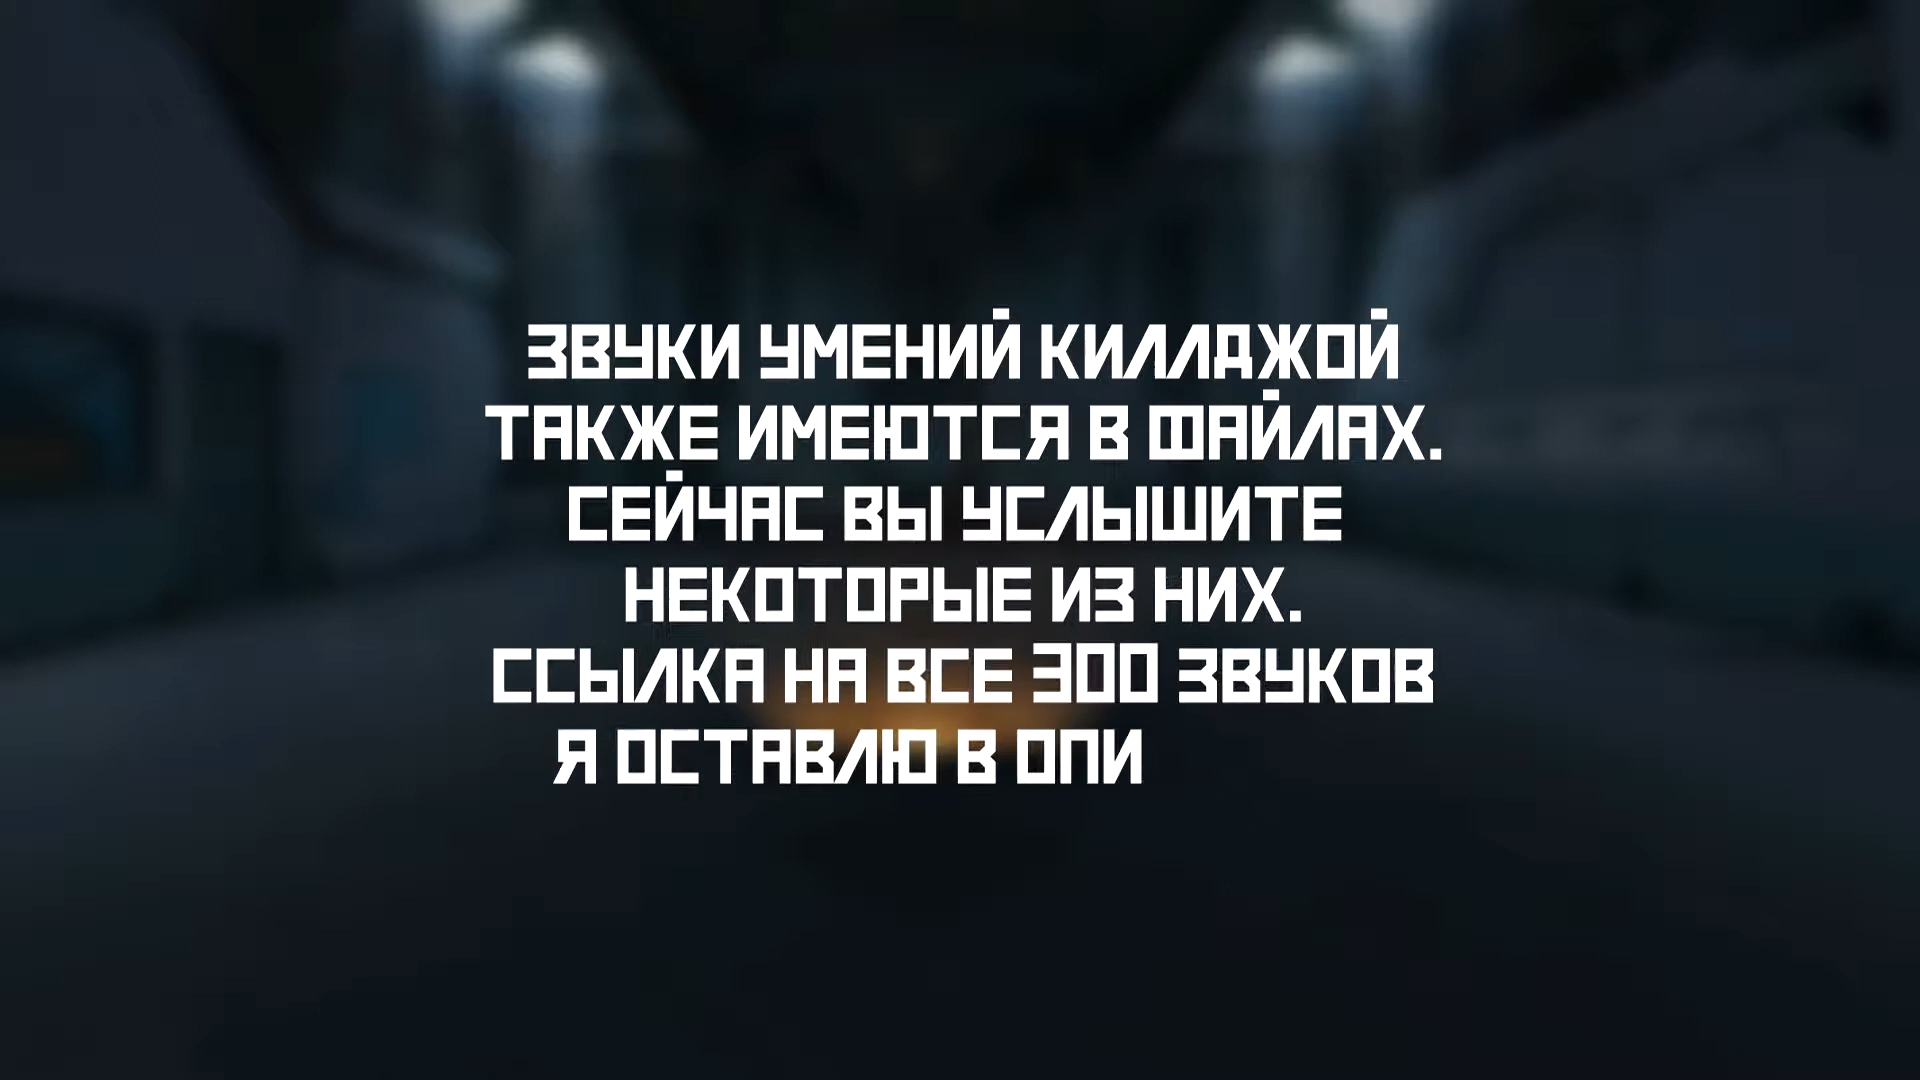 ЗВУКИ УМЕНИЙ КИЛЛДЖОЙ
ТАКЖЕ ИМЕЮТСЯ В ФАЙЛАХ.
СЕЙЧАС ВЫ УСЛЫШИТЕ
НЕКОТОРЫЕ ИЗ НИХ.
ССЫЛКА НА ВСЕ 300 ЗВУКОВ
Я ОСТАВЛЮ В ОПИ